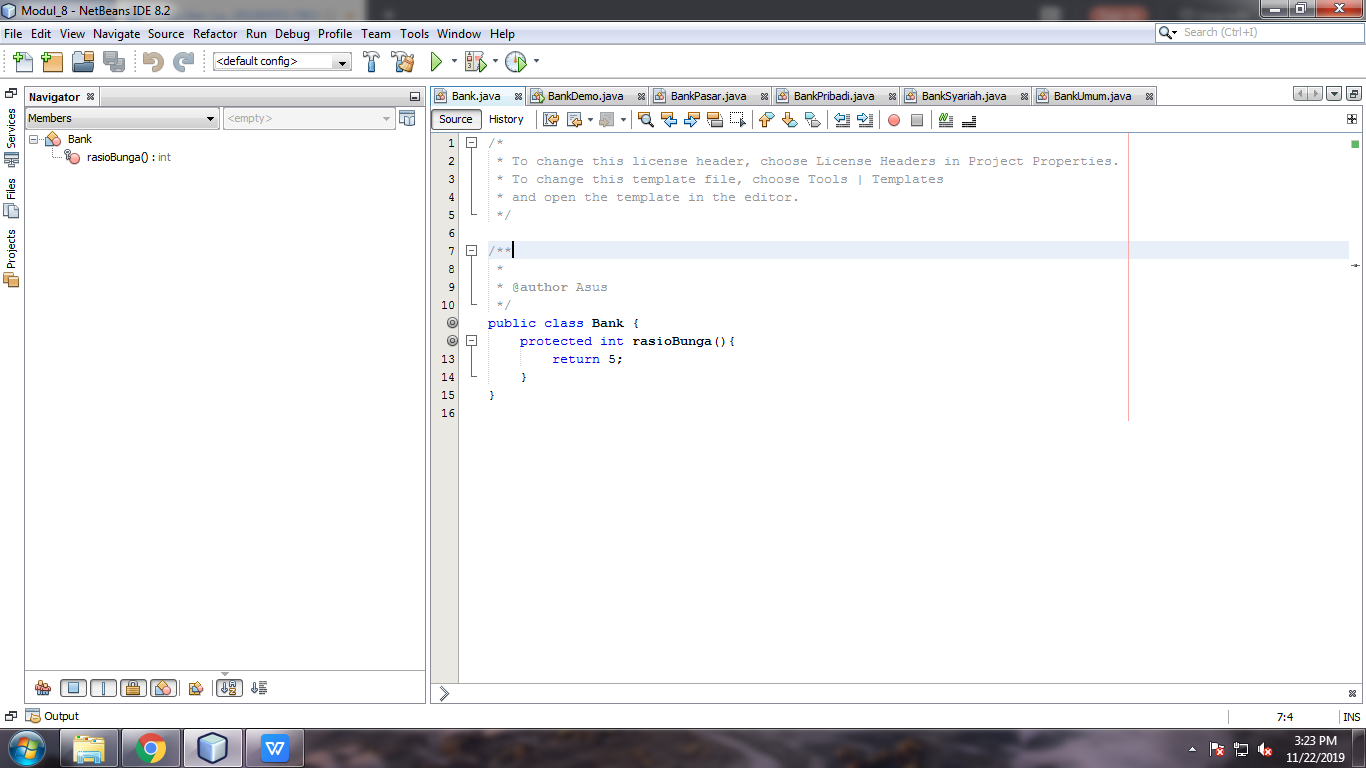 Modul_8 - NetBeans IDE 8.2
File Edit View Navigate Source Refactor Run Debug Profile Team Tools Window Help
Search (Ctrl+I)
<default config>
Services
Files
Projects
Navigator
Members
<empty>
Bank
rasioBunga() : int
Bank.java BankDemo.java BankPasar.java BankPribadi.java BankSyariah.java BankUmum.java
Source History
1 /*
2 * To change this license header, choose License Headers in Project Properties.
3 * To change this template file, choose Tools | Templates
4 * and open the template in the editor.
5 */
6
7 /**
8 *
9 * @author Asus
10 */
public class Bank {
protected int rasioBunga(){
13 return 5;
14 }
15 }
16
Output
7:4 INS
3:23 PM
11/22/2019